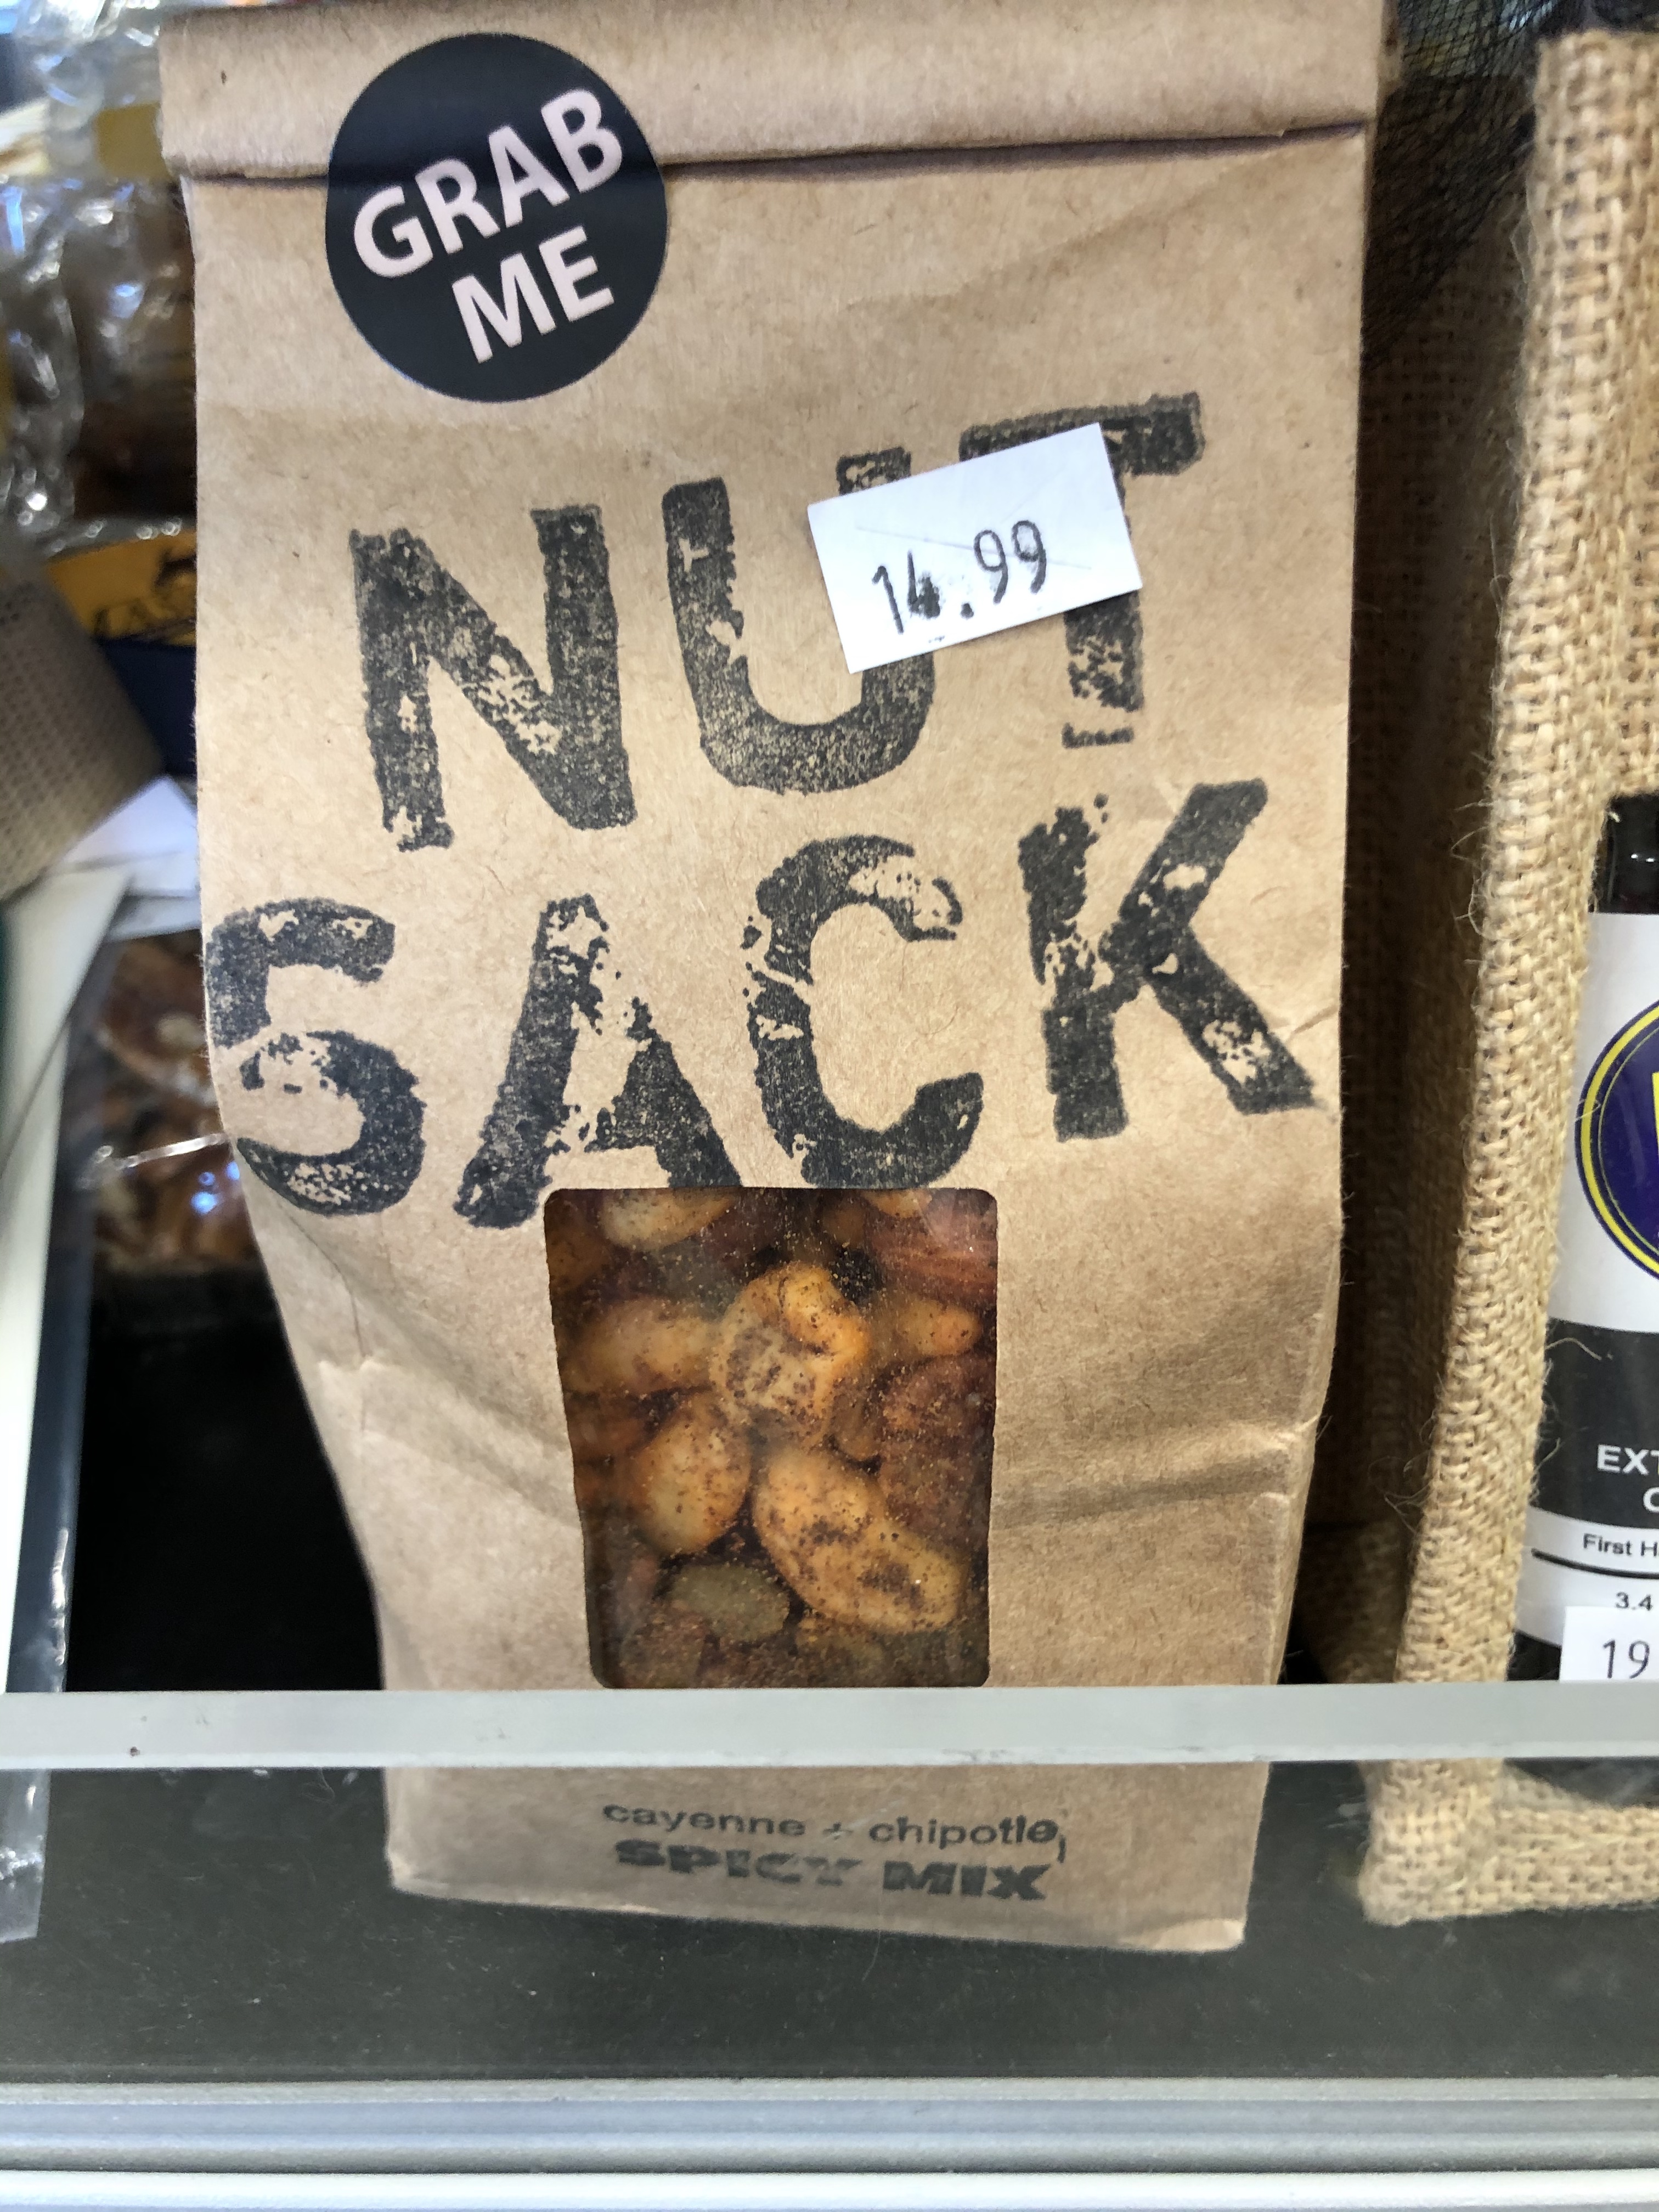 GRAB
ME
NUT
14.99
SACK
cayenne + chipotle
SPICY MIX
EXT
First H
3.4
19